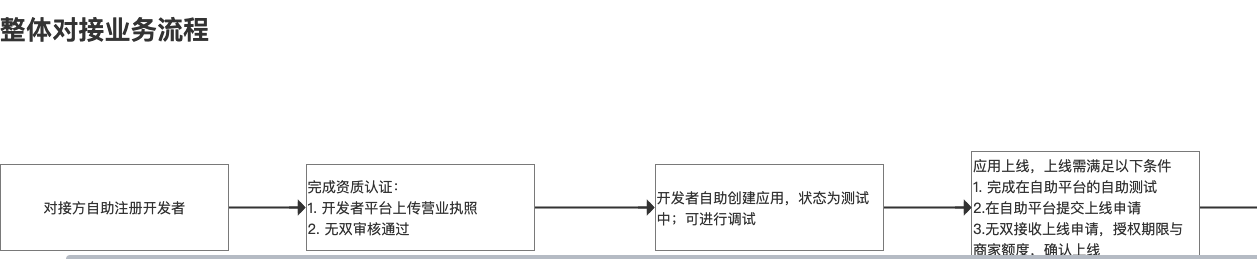 整体对接业务流程
对接方自助注册开发者
完成资质认证：
1. 开发者平台上传营业执照
2. 无双审核通过
开发者自助创建应用，状态为测试
中；可进行调试
应用上线，上线需满足以下条件
1. 完成在自助平台的自助测试
2.在自助平台提交上线申请
3.无双接收上线申请，授权期限与
商家额度，确认上线